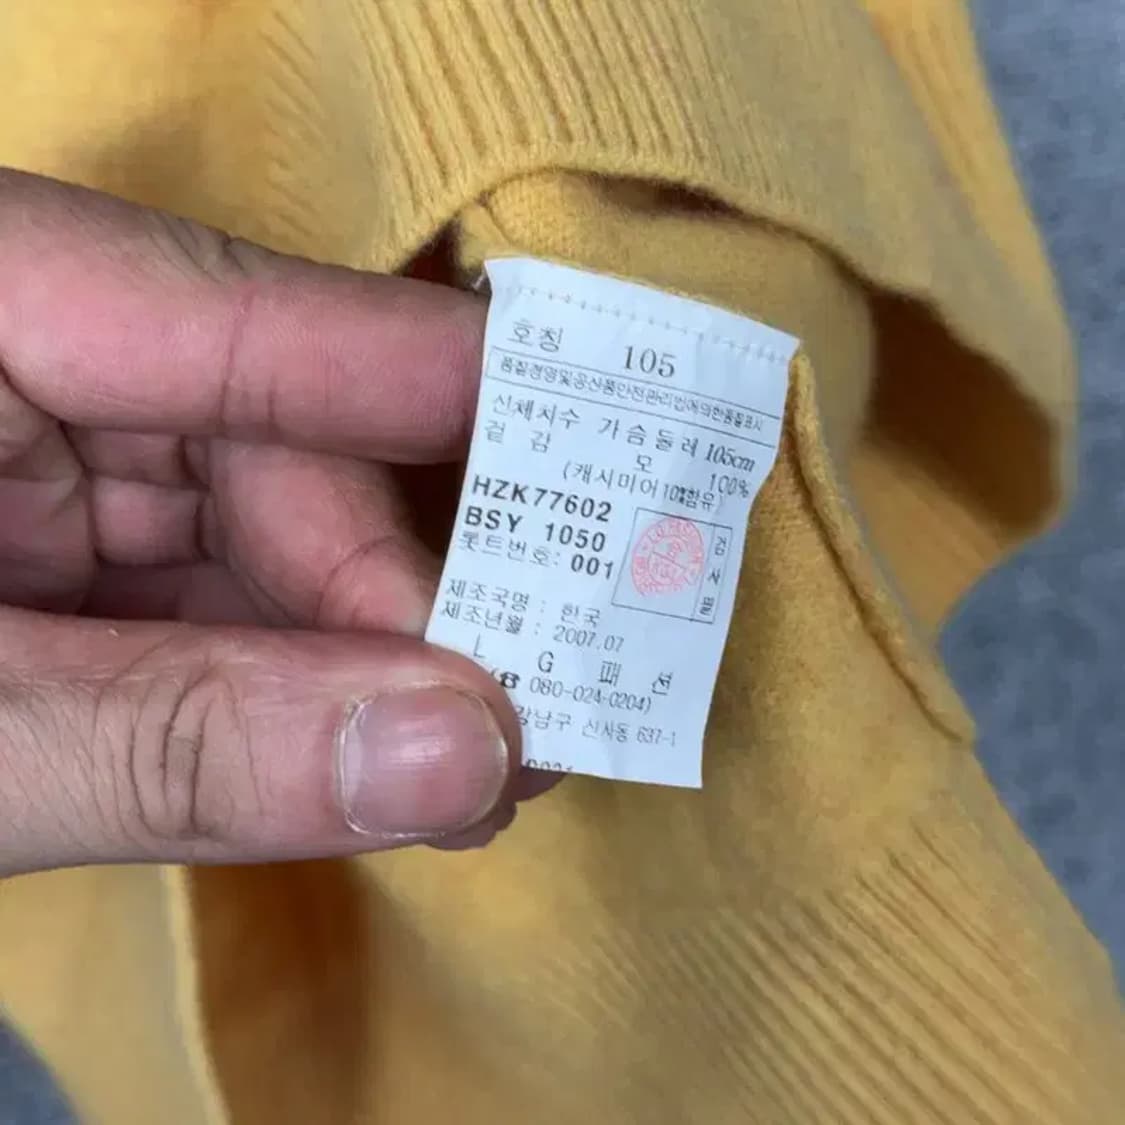 호칭 105
품질경영및공산품안전관리법에의한품질표시
신체치수 가슴둘레 105cm
겉감 모 100%
(캐시미어 10%함유)
HZK77602
BSY 1050
롯트번호: 001
검사필
제조국명 : 한국
제조년월 : 2007.07
L G 패션
(☎ 080-024-0204)
강남구 신사동 637-1